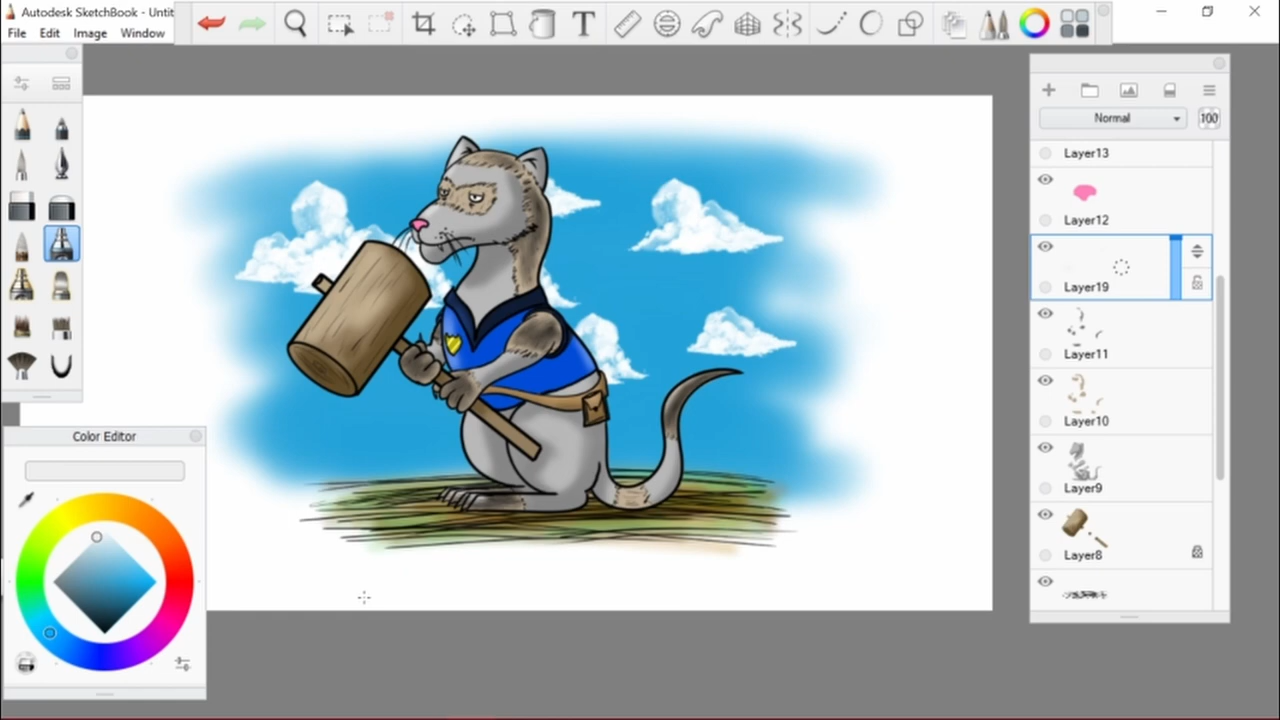 Autodesk SketchBook - Untit
File Edit Image Window
T
Normal
100
Layer13
Layer12
Layer19
Layer11
Layer10
Layer9
Layer8
Color Editor